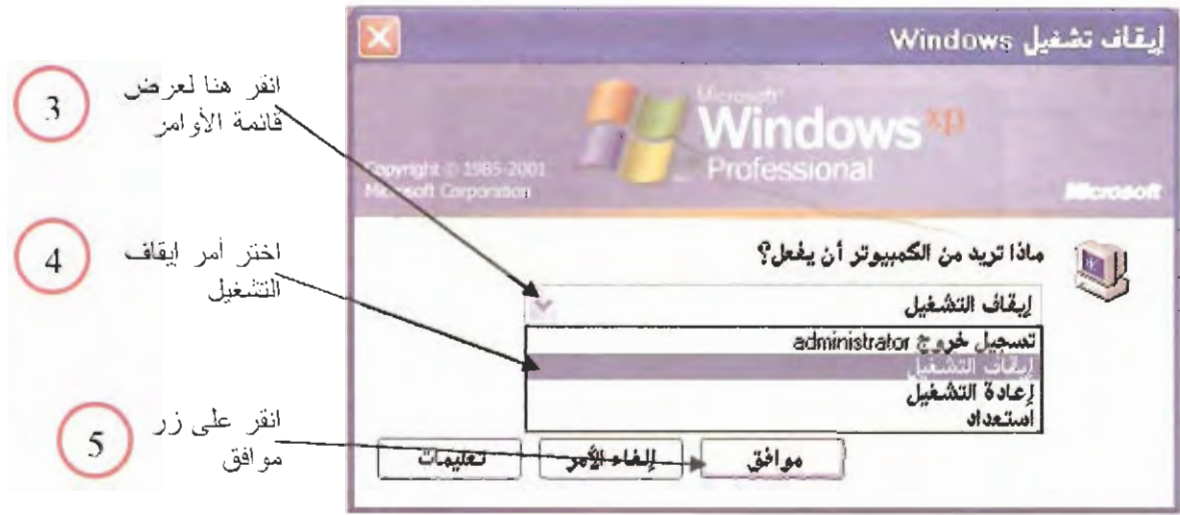 إيقاف تشغيل Windows
Microsoft
Windows xp
Professional
Copyright © 1985-2001
Microsoft Corporation
Microsoft
3
انقر هنا لعرض
قائمة الأوامر
ماذا تريد من الكمبيوتر أن يفعل؟
4
اختر أمر إيقاف
التشغيل
إيقاف التشغيل
تسجيل خروج administrator
إيقاف التشغيل
إعادة التشغيل
استعداد
5
انقر على زر
موافق
موافق
إلغاء الأمر
تعليمات